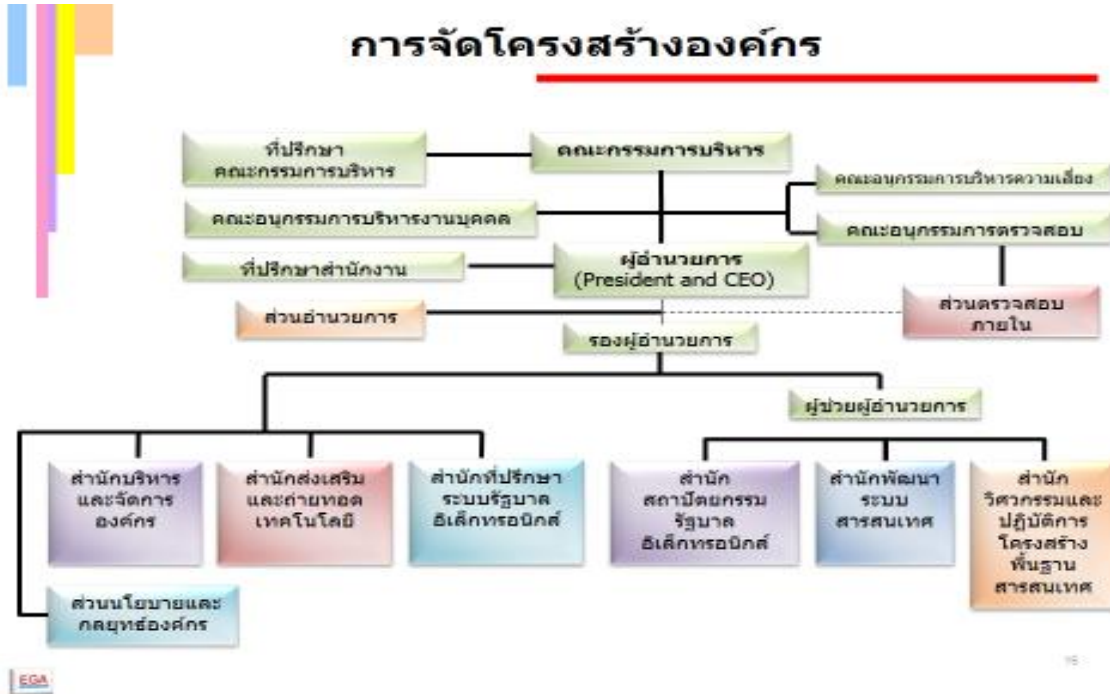 การจัดโครงสร้างองค์กร
ที่ปรึกษา
คณะกรรมการบริหาร
คณะกรรมการบริหาร
คณะอนุกรรมการบริหารความเสี่ยง
คณะอนุกรรมการบริหารงานบุคคล
คณะอนุกรรมการตรวจสอบ
ที่ปรึกษาสำนักงาน
ผู้อำนวยการ
(President and CEO)
ส่วนอำนวยการ
ส่วนตรวจสอบ
ภายใน
รองผู้อำนวยการ
ผู้ช่วยผู้อำนวยการ
สำนักบริหาร
และจัดการ
องค์กร
สำนักส่งเสริม
และถ่ายทอด
เทคโนโลยี
สำนักที่ปรึกษา
ระบบรัฐบาล
อิเล็กทรอนิกส์
สำนัก
สถาปัตยกรรม
รัฐบาล
อิเล็กทรอนิกส์
สำนักพัฒนา
ระบบ
สารสนเทศ
สำนัก
วิศวกรรมและ
ปฏิบัติการ
โครงสร้าง
พื้นฐาน
สารสนเทศ
ส่วนนโยบายและ
กลยุทธ์องค์กร
EGA